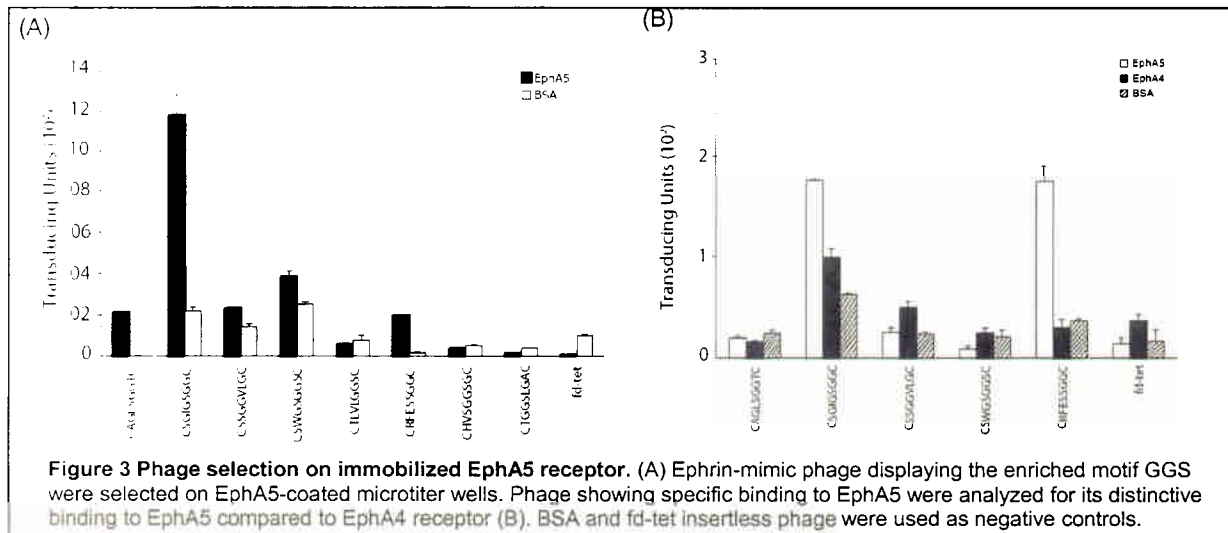 (A)
(B)
14
12
10
08
06
04
02
0
Transducing Units
EphA5
BSA
CSGIGSGGC
CSSGGVLGC
CSWGSGGSC
CTLVLGGSC
CRFESSGGC
CHVSGGSGC
CTGGSLGAC
fd-tet
3
2
1
0
Transducing Units (10²)
EphA5
EphA4
BSA
CAGLSGGTC
CSGIGSGGC
CSSGGVLGC
CSWGSGGSC
CRFESSGGC
fd-tet
Figure 3 Phage selection on immobilized EphA5 receptor. (A) Ephrin-mimic phage displaying the enriched motif GGS
were selected on EphA5-coated microtiter wells. Phage showing specific binding to EphA5 were analyzed for its distinctive
binding to EphA5 compared to EphA4 receptor (B). BSA and fd-tet insertless phage were used as negative controls.